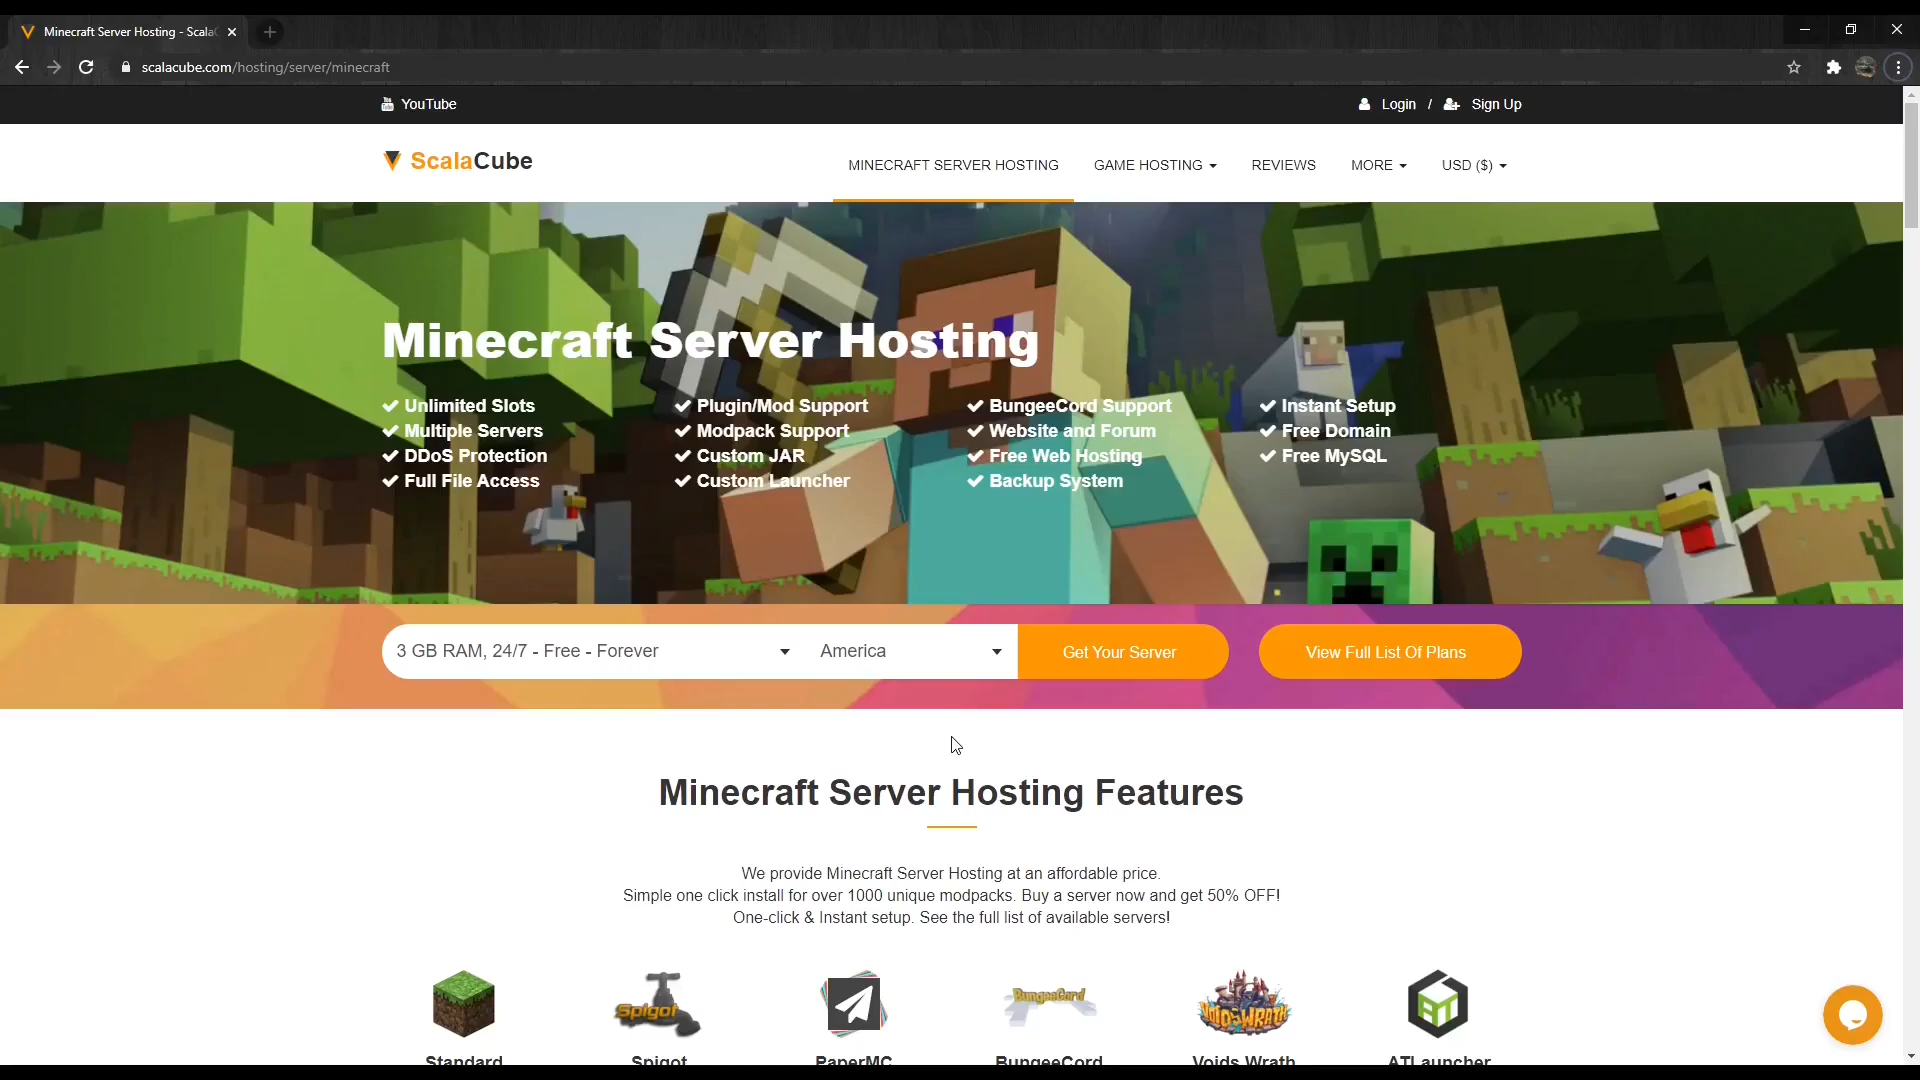 Minecraft Server Hosting - Scala
scalacube.com/hosting/server/minecraft
YouTube
Login / Sign Up
ScalaCube
MINECRAFT SERVER HOSTING GAME HOSTING REVIEWS MORE USD ($)
Minecraft Server Hosting
Unlimited Slots Plugin/Mod Support BungeeCord Support Instant Setup
Multiple Servers Modpack Support Website and Forum Free Domain
DDoS Protection Custom JAR Free Web Hosting Free MySQL
Full File Access Custom Launcher Backup System
3 GB RAM, 24/7 - Free - Forever America Get Your Server View Full List Of Plans
Minecraft Server Hosting Features
We provide Minecraft Server Hosting at an affordable price.
Simple one click install for over 1000 unique modpacks. Buy a server now and get 50% OFF!
One-click & Instant setup. See the full list of available servers!
Spigot BungeeCord VOIDSWRATH
Standard Spigot PaperMC BungeeCord Voids Wrath ATLauncher